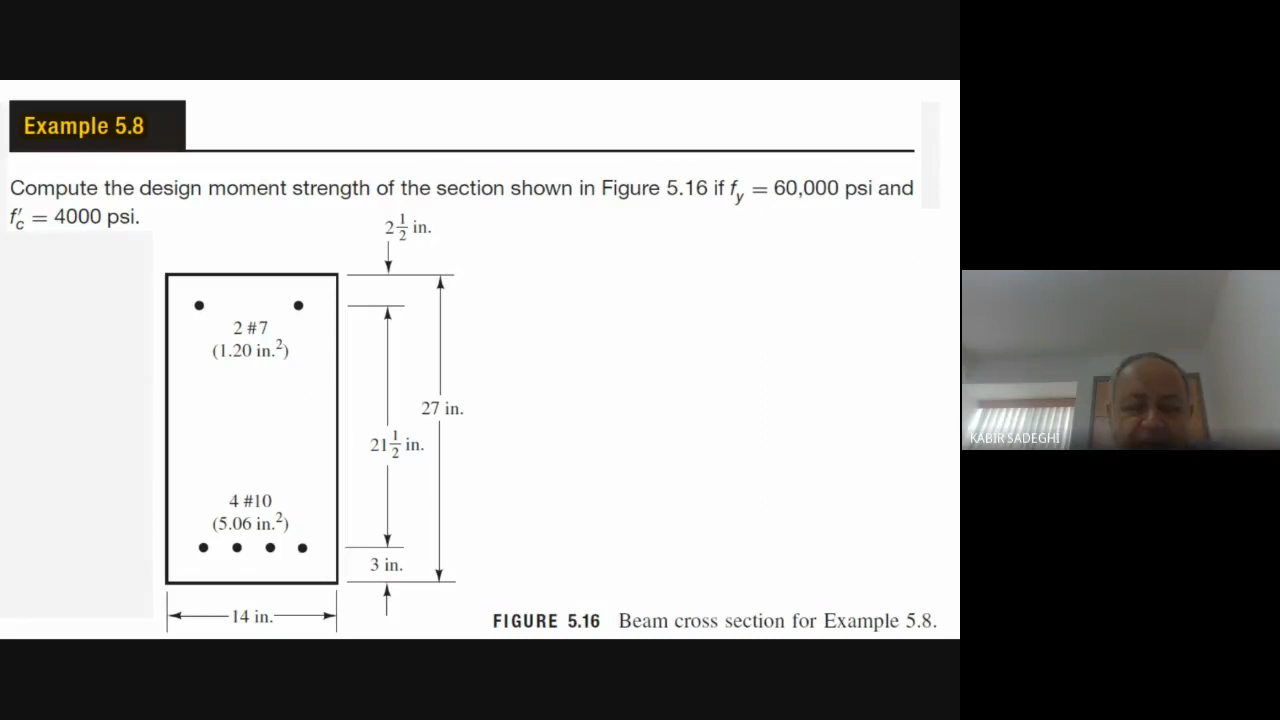 Example 5.8
Compute the design moment strength of the section shown in Figure 5.16 if fy = 60,000 psi and
f′c = 4000 psi.
2 1/2 in.
2 #7
(1.20 in.²)
27 in.
21 1/2 in.
4 #10
(5.06 in.²)
3 in.
14 in.
FIGURE 5.16 Beam cross section for Example 5.8.
KABIR SADEGHI